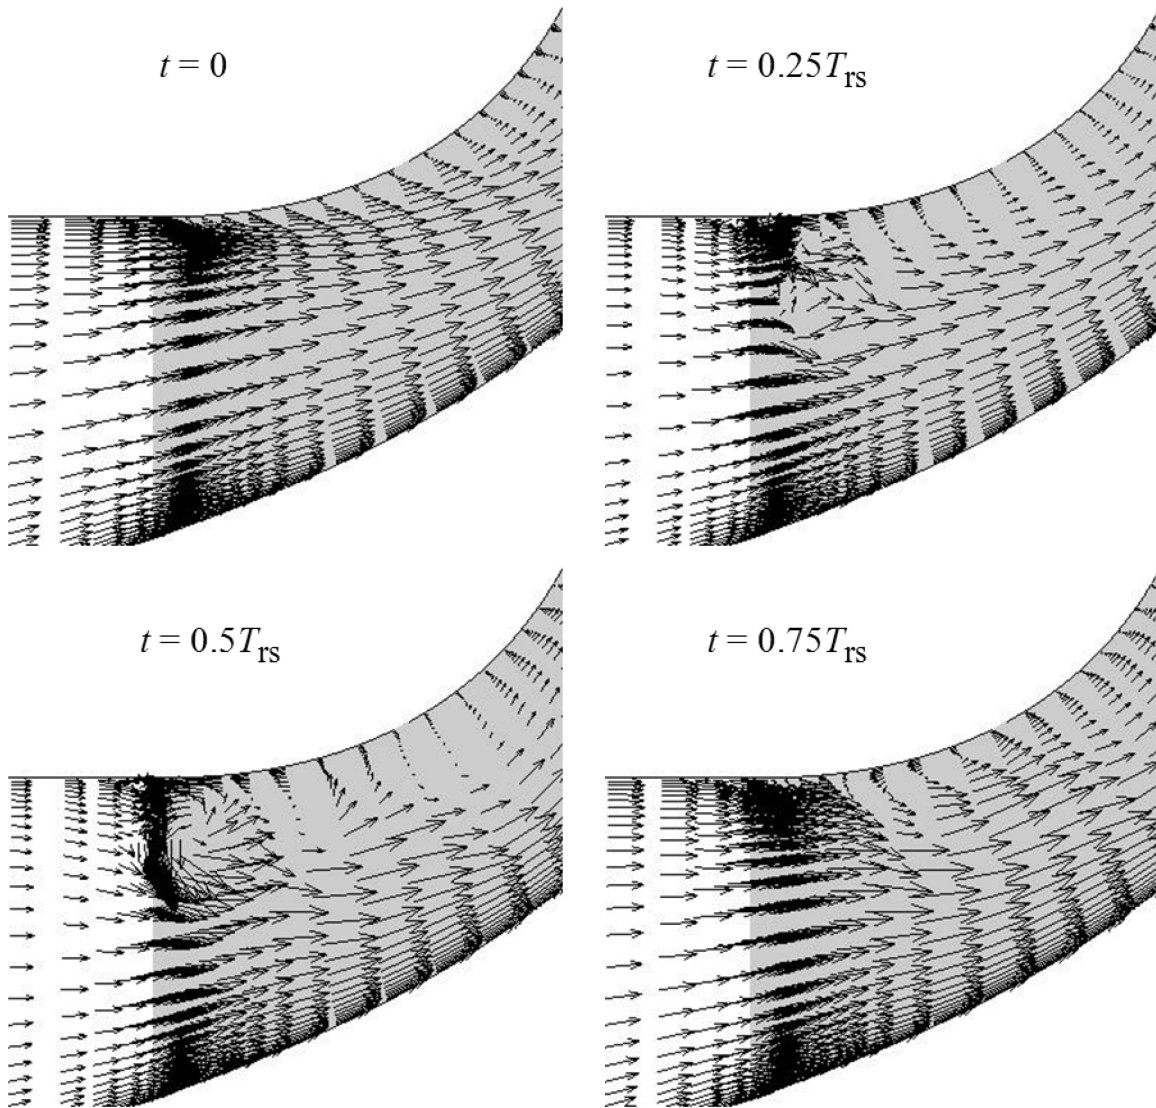 t = 0
t = 0.25Trs
t = 0.5Trs
t = 0.75Trs